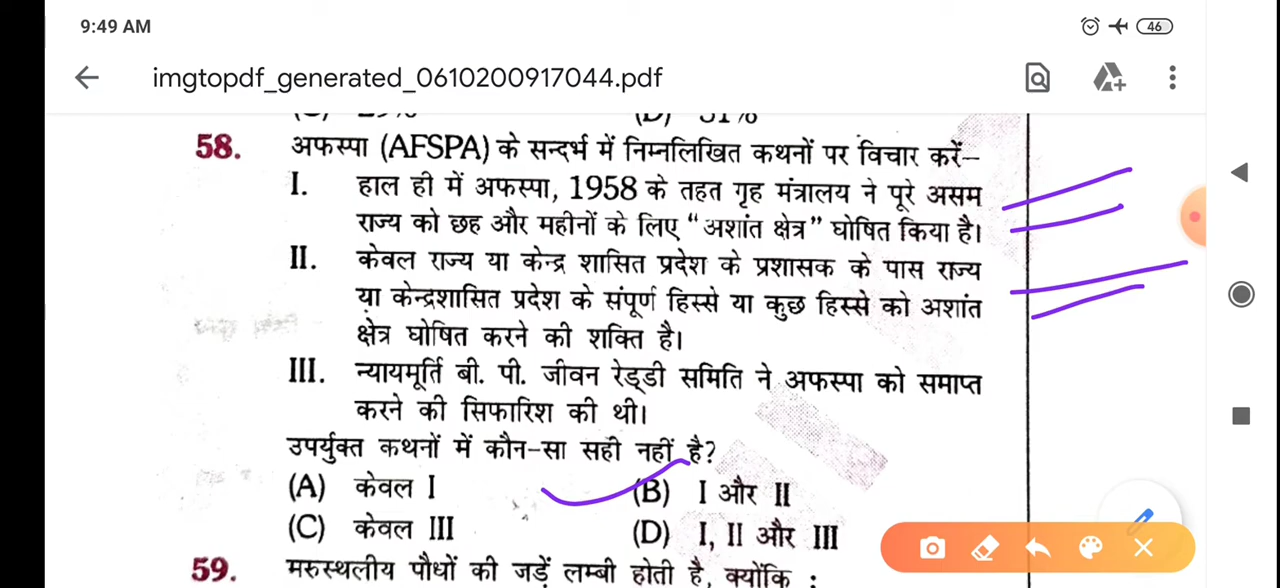 9:49 AM
46
imgtopdf_generated_0610200917044.pdf
58. अफस्पा (AFSPA) के सन्दर्भ में निम्नलिखित कथनों पर विचार करें–
I. हाल ही में अफस्पा, 1958 के तहत गृह मंत्रालय ने पूरे असम
राज्य को छह और महीनों के लिए “अशांत क्षेत्र” घोषित किया है।
II. केवल राज्य या केन्द्र शासित प्रदेश के प्रशासक के पास राज्य
या केन्द्रशासित प्रदेश के संपूर्ण हिस्से या कुछ हिस्से को अशांत
क्षेत्र घोषित करने की शक्ति है।
III. न्यायमूर्ति बी. पी. जीवन रेड्डी समिति ने अफस्पा को समाप्त
करने की सिफारिश की थी।
उपर्युक्त कथनों में कौन-सा सही नहीं है?
(A) केवल I (B) I और II
(C) केवल III (D) I, II और III
59. मरुस्थलीय पौधों की जड़ें लम्बी होती है, क्योंकि :